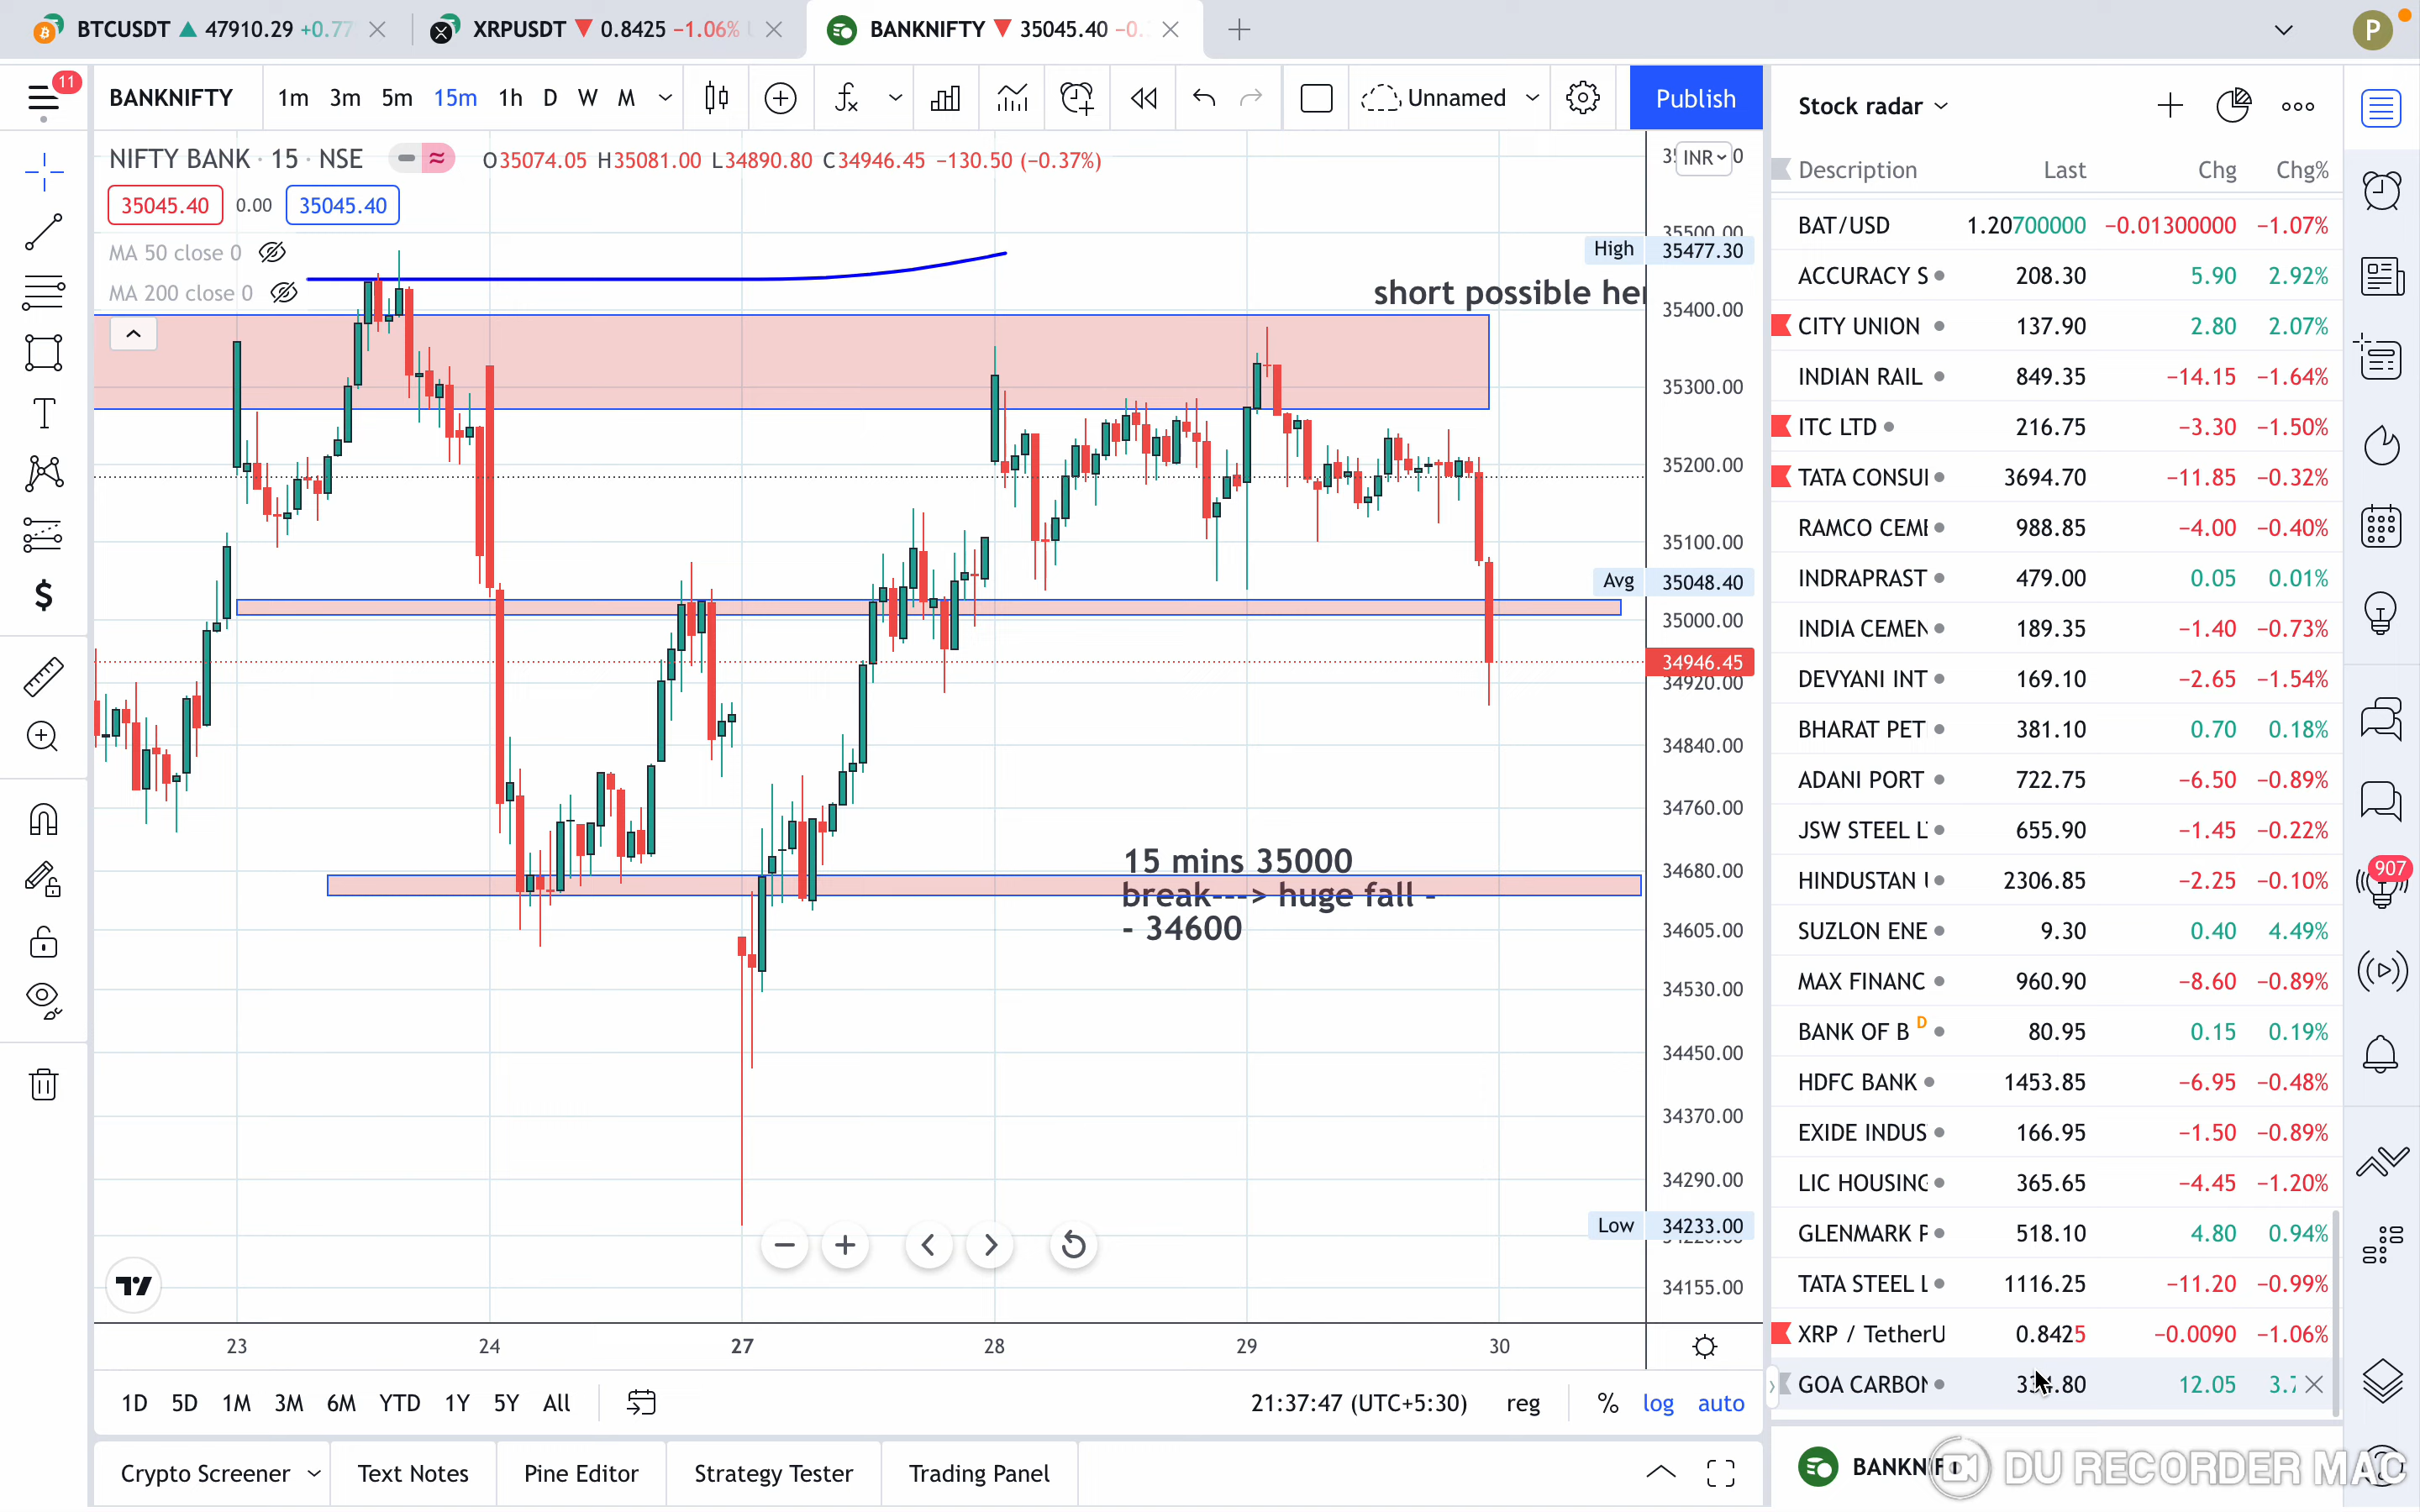 BTCUSDT 47910.29 +0.77
XRPUSDT 0.8425 −1.06%
BANKNIFTY 35045.40
P
11
BANKNIFTY 1m 3m 5m 15m 1h D W M Unnamed Publish
NIFTY BANK · 15 · NSE O35074.05 H35081.00 L34890.80 C34946.45 −130.50 (−0.37%)
35045.40 0.00 35045.40
MA 50 close 0
MA 200 close 0
INR
35500.00
High 35477.30
short possible her
35400.00
35300.00
35200.00
35100.00
Avg 35048.40
35000.00
34946.45
34920.00
34840.00
34760.00
34680.00
34605.00
34530.00
34450.00
34370.00
34290.00
Low 34233.00
34155.00
15 mins 35000
break---> huge fall -
- 34600
23 24 27 28 29 30
1D 5D 1M 3M 6M YTD 1Y 5Y All
21:37:47 (UTC+5:30) reg % log auto
Crypto Screener Text Notes Pine Editor Strategy Tester Trading Panel
Stock radar
Description Last Chg Chg%
BAT/USD 1.20700000 −0.01300000 −1.07%
ACCURACY S 208.30 5.90 2.92%
CITY UNION 137.90 2.80 2.07%
INDIAN RAIL 849.35 −14.15 −1.64%
ITC LTD 216.75 −3.30 −1.50%
TATA CONSUI 3694.70 −11.85 −0.32%
RAMCO CEME 988.85 −4.00 −0.40%
INDRAPRAST 479.00 0.05 0.01%
INDIA CEMEN 189.35 −1.40 −0.73%
DEVYANI INT 169.10 −2.65 −1.54%
BHARAT PET 381.10 0.70 0.18%
ADANI PORT 722.75 −6.50 −0.89%
JSW STEEL L 655.90 −1.45 −0.22%
HINDUSTAN 2306.85 −2.25 −0.10%
SUZLON ENE 9.30 0.40 4.49%
MAX FINANC 960.90 −8.60 −0.89%
BANK OF B D 80.95 0.15 0.19%
HDFC BANK 1453.85 −6.95 −0.48%
EXIDE INDUS 166.95 −1.50 −0.89%
LIC HOUSING 365.65 −4.45 −1.20%
GLENMARK P 518.10 4.80 0.94%
TATA STEEL L 1116.25 −11.20 −0.99%
XRP / TetherU 0.8425 −0.0090 −1.06%
GOA CARBON 12.05
907
BANKNIF
DU RECORDER MAC